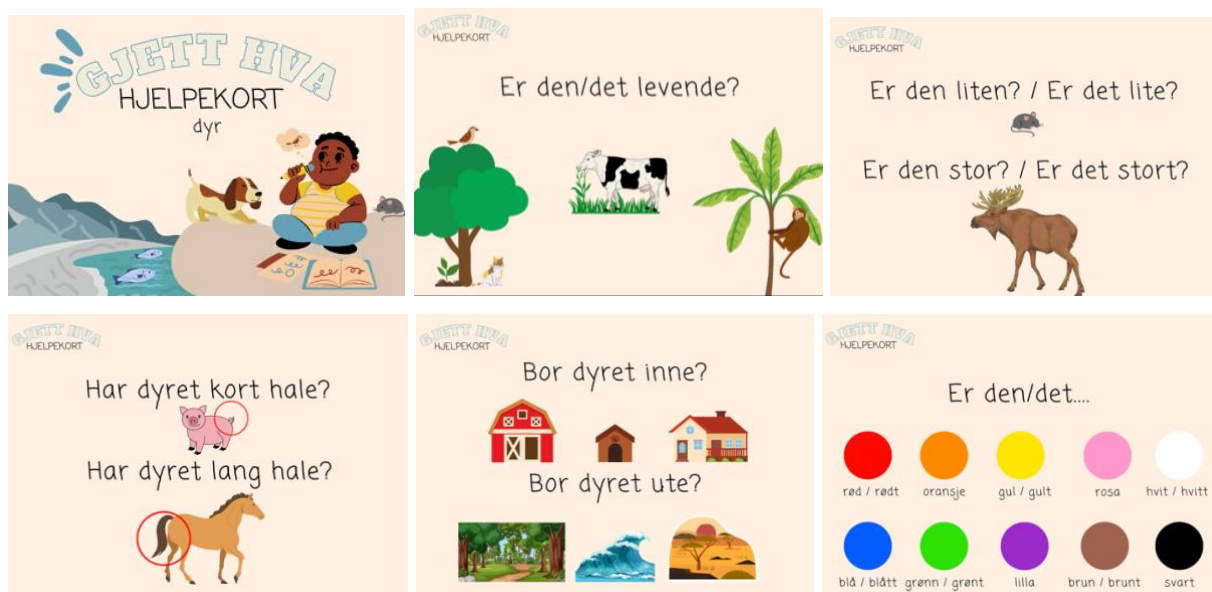 GJETT HVA
HJELPEKORT
dyr
GJETT HVA
HJELPEKORT
Er den/det levende?
GJETT HVA
HJELPEKORT
Er den liten? / Er det lite?
Er den stor? / Er det stort?
GJETT HVA
HJELPEKORT
Har dyret kort hale?
Har dyret lang hale?
GJETT HVA
HJELPEKORT
Bor dyret inne?
Bor dyret ute?
GJETT HVA
HJELPEKORT
Er den/det....
rød / rødt oransje gul / gult rosa hvit / hvitt
blå / blått grønn / grønt lilla brun / brunt svart